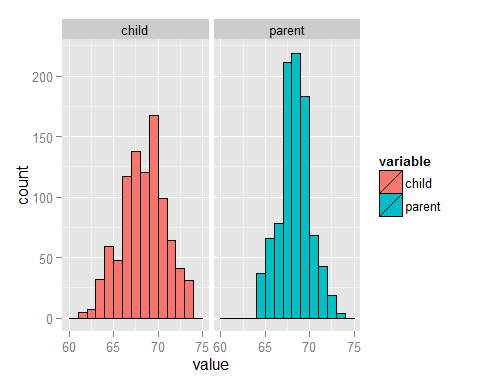 child parent
200
150
100
50
0
count
60 65 70 75 60 65 70 75
value
variable
child
parent